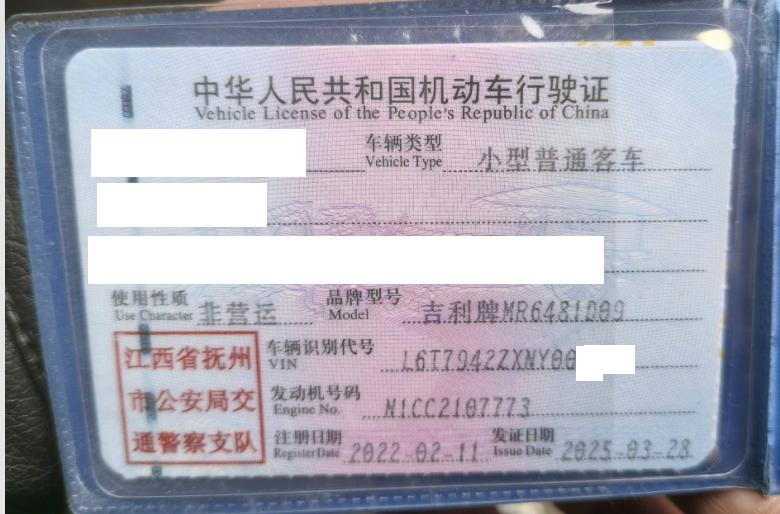 中华人民共和国机动车行驶证
Vehicle License of the People's Republic of China
车辆类型
Vehicle Type
小型普通客车
使用性质
Use Character
非营运
品牌型号
Model
吉利牌MR6481D09
江西省抚州
市公安局交
通警察支队
车辆识别代号
VIN
L6T7942ZXNY00
发动机号码
Engine No.
N1CC2107773
注册日期
Register Date
2022-02-11
发证日期
Issue Date
2025-03-28